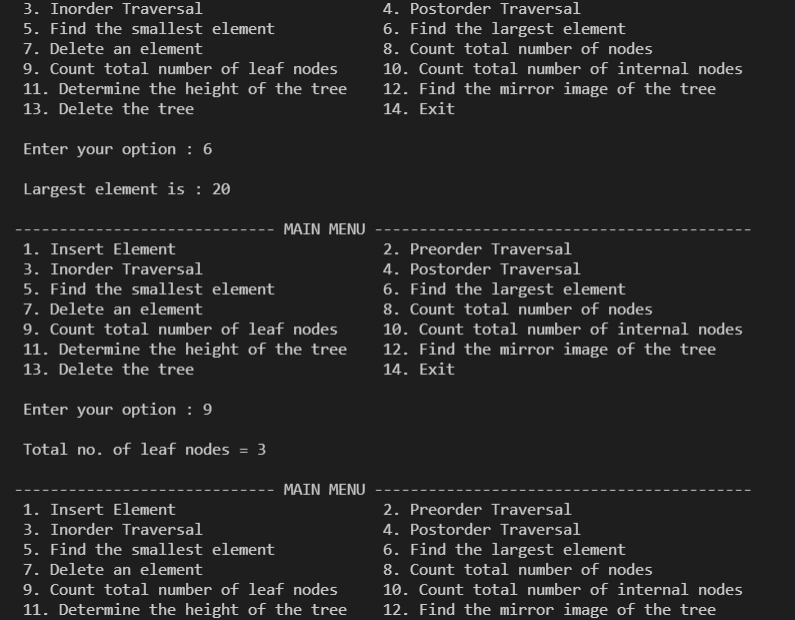 3. Inorder Traversal 4. Postorder Traversal
5. Find the smallest element 6. Find the largest element
7. Delete an element 8. Count total number of nodes
9. Count total number of leaf nodes 10. Count total number of internal nodes
11. Determine the height of the tree 12. Find the mirror image of the tree
13. Delete the tree 14. Exit
Enter your option : 6
Largest element is : 20
----------------------------- MAIN MENU ------------------------------------------
1. Insert Element 2. Preorder Traversal
3. Inorder Traversal 4. Postorder Traversal
5. Find the smallest element 6. Find the largest element
7. Delete an element 8. Count total number of nodes
9. Count total number of leaf nodes 10. Count total number of internal nodes
11. Determine the height of the tree 12. Find the mirror image of the tree
13. Delete the tree 14. Exit
Enter your option : 9
Total no. of leaf nodes = 3
----------------------------- MAIN MENU ------------------------------------------
1. Insert Element 2. Preorder Traversal
3. Inorder Traversal 4. Postorder Traversal
5. Find the smallest element 6. Find the largest element
7. Delete an element 8. Count total number of nodes
9. Count total number of leaf nodes 10. Count total number of internal nodes
11. Determine the height of the tree 12. Find the mirror image of the tree